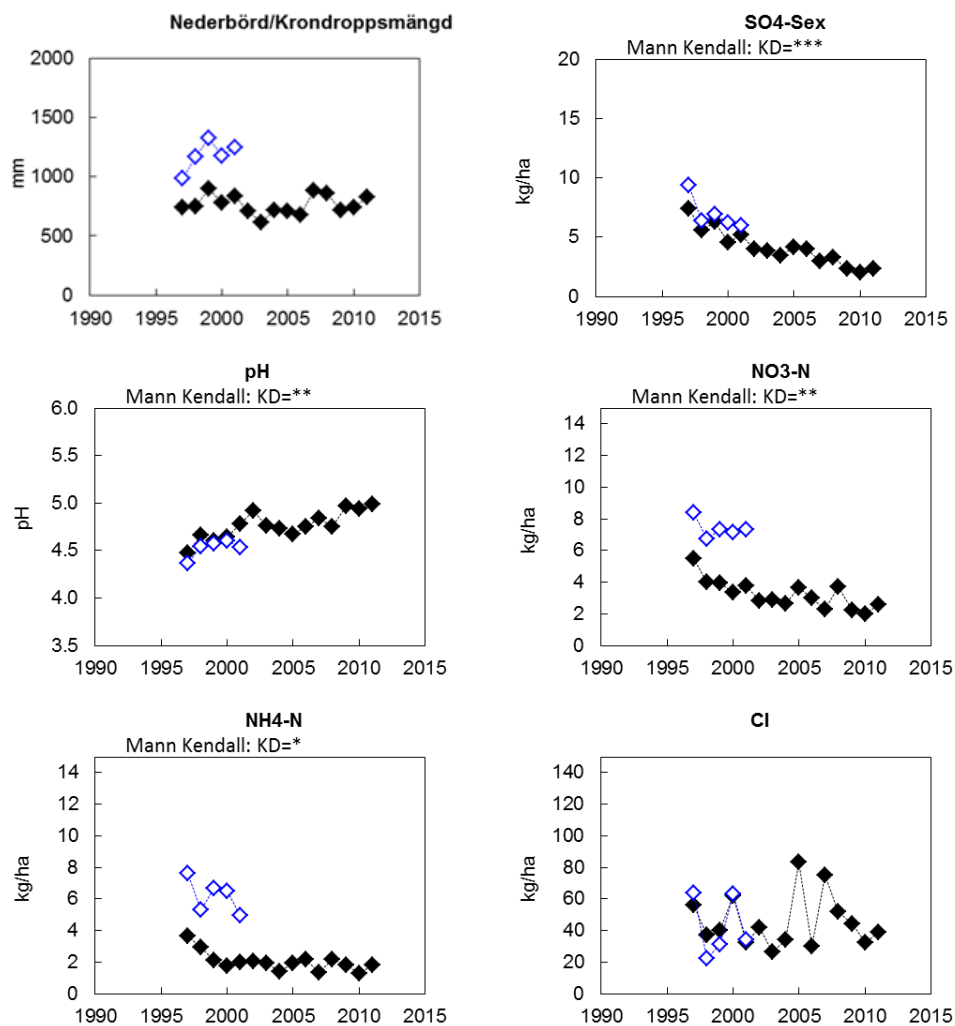 Nederbörd/Krondroppsmängd
2000
1500
1000
500
0
mm
1990 1995 2000 2005 2010 2015
SO4-Sex
Mann Kendall: KD=***
20
15
10
5
0
kg/ha
1990 1995 2000 2005 2010 2015
pH
Mann Kendall: KD=**
6.0
5.5
5.0
4.5
4.0
3.5
pH
1990 1995 2000 2005 2010 2015
NO3-N
Mann Kendall: KD=**
14
12
10
8
6
4
2
0
kg/ha
1990 1995 2000 2005 2010 2015
NH4-N
Mann Kendall: KD=*
14
12
10
8
6
4
2
0
kg/ha
1990 1995 2000 2005 2010 2015
Cl
140
120
100
80
60
40
20
0
kg/ha
1990 1995 2000 2005 2010 2015